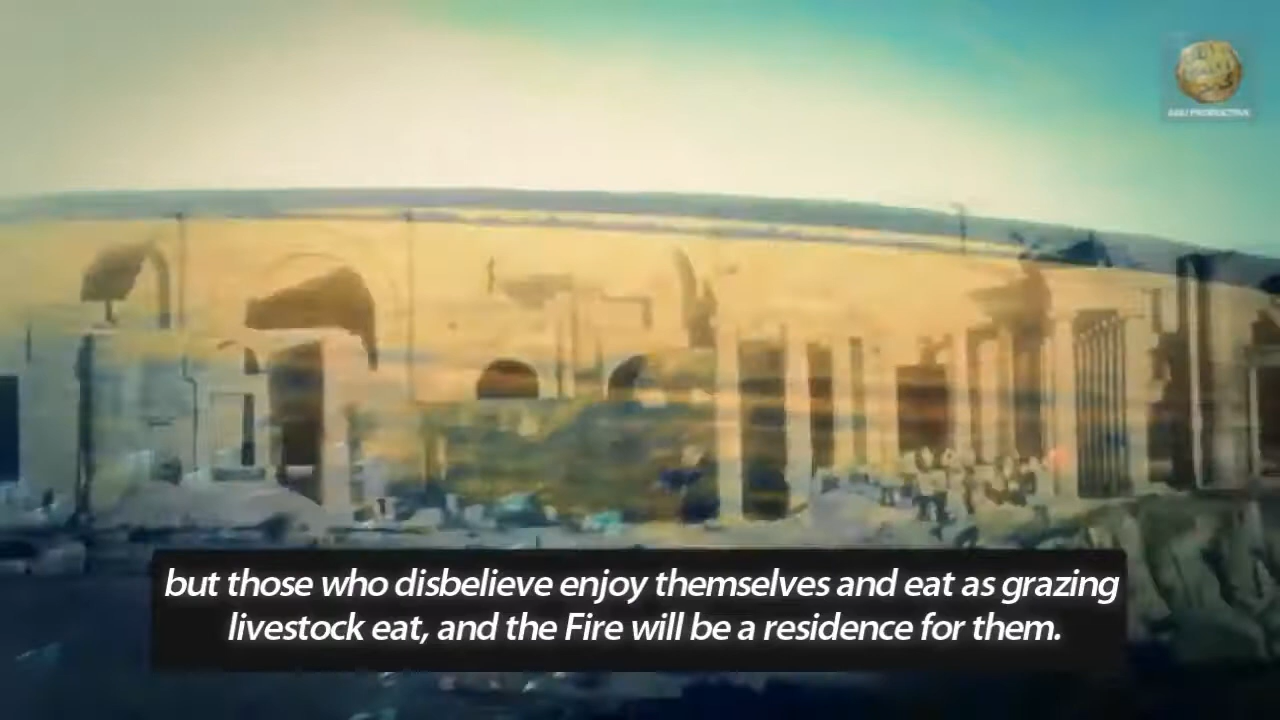 but those who disbelieve enjoy themselves and eat as grazing
livestock eat, and the Fire will be a residence for them.